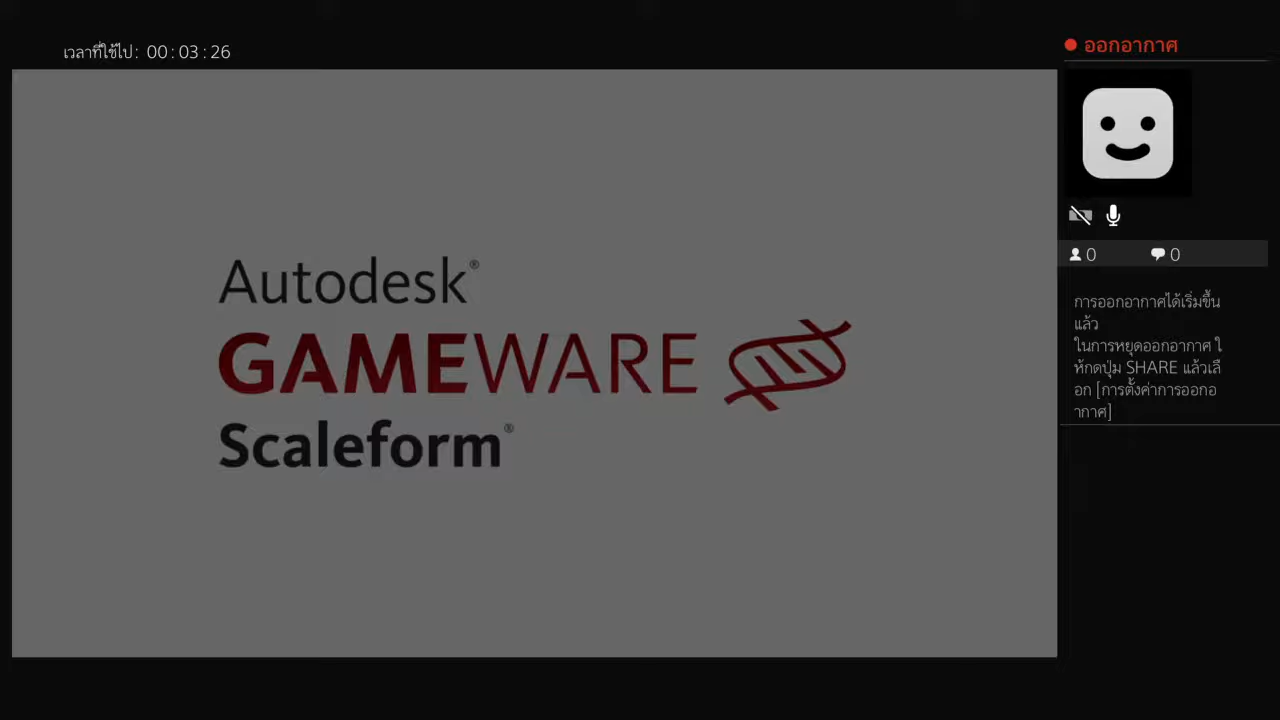 เวลาที่ใช้ไป: 00:03:26
ออกอากาศ
Autodesk®
GAMEWARE
Scaleform®
0 0
การออกอากาศได้เริ่มขึ้น
แล้ว
ในการหยุดออกอากาศ ใ
ห้กดปุ่ม SHARE แล้วเลื
อก [การตั้งค่าการออกอ
ากาศ]